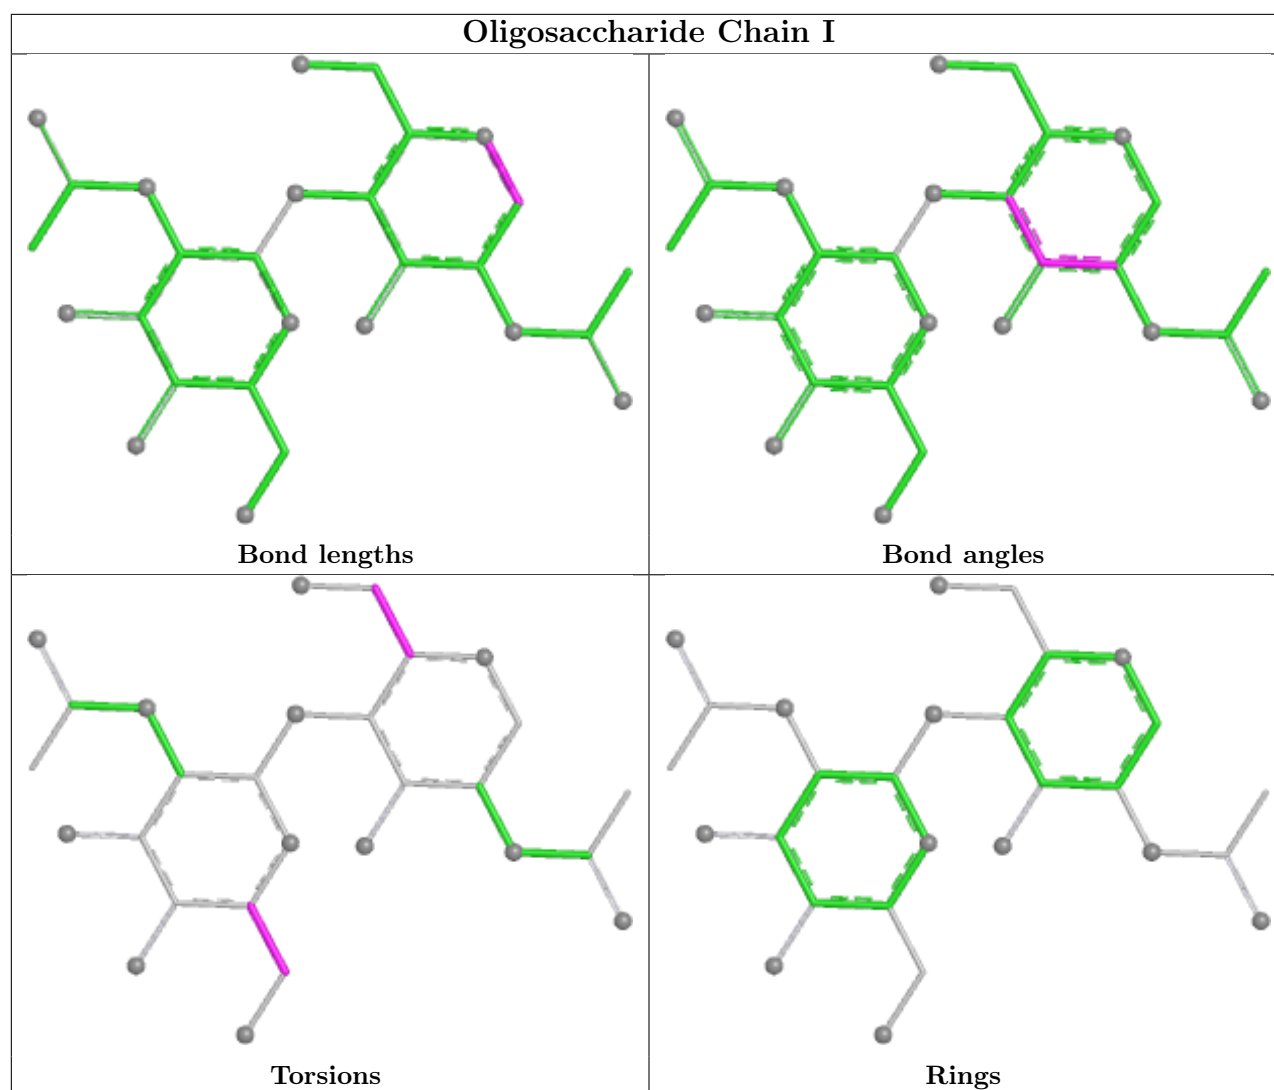 Oligosaccharide Chain I
Bond lengths
Bond angles
Torsions
Rings